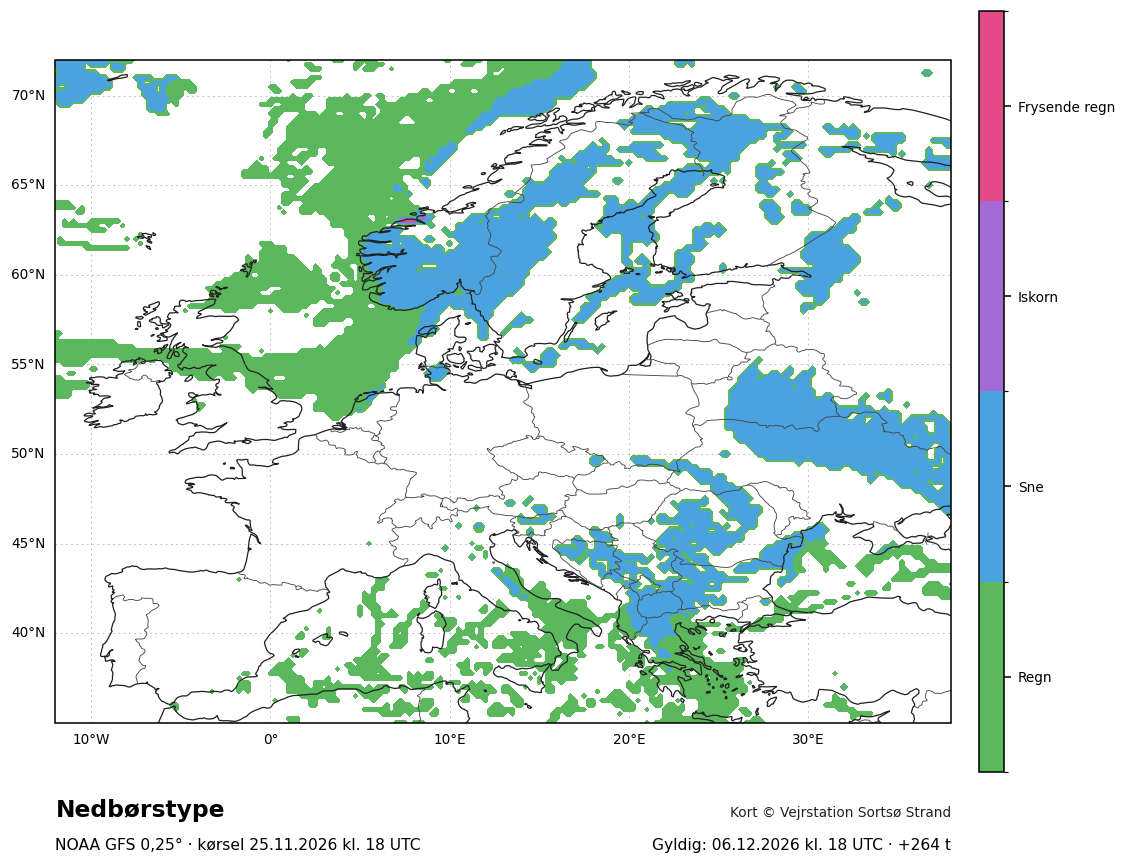 Frysende regn
Iskorn
Sne
Regn
70°N
65°N
60°N
55°N
50°N
45°N
40°N
10°W
0°
10°E
20°E
30°E
Nedbørstype
Kort © Vejrstation Sortsø Strand
NOAA GFS 0,25° · kørsel 25.11.2026 kl. 18 UTC
Gyldig: 06.12.2026 kl. 18 UTC · +264 t